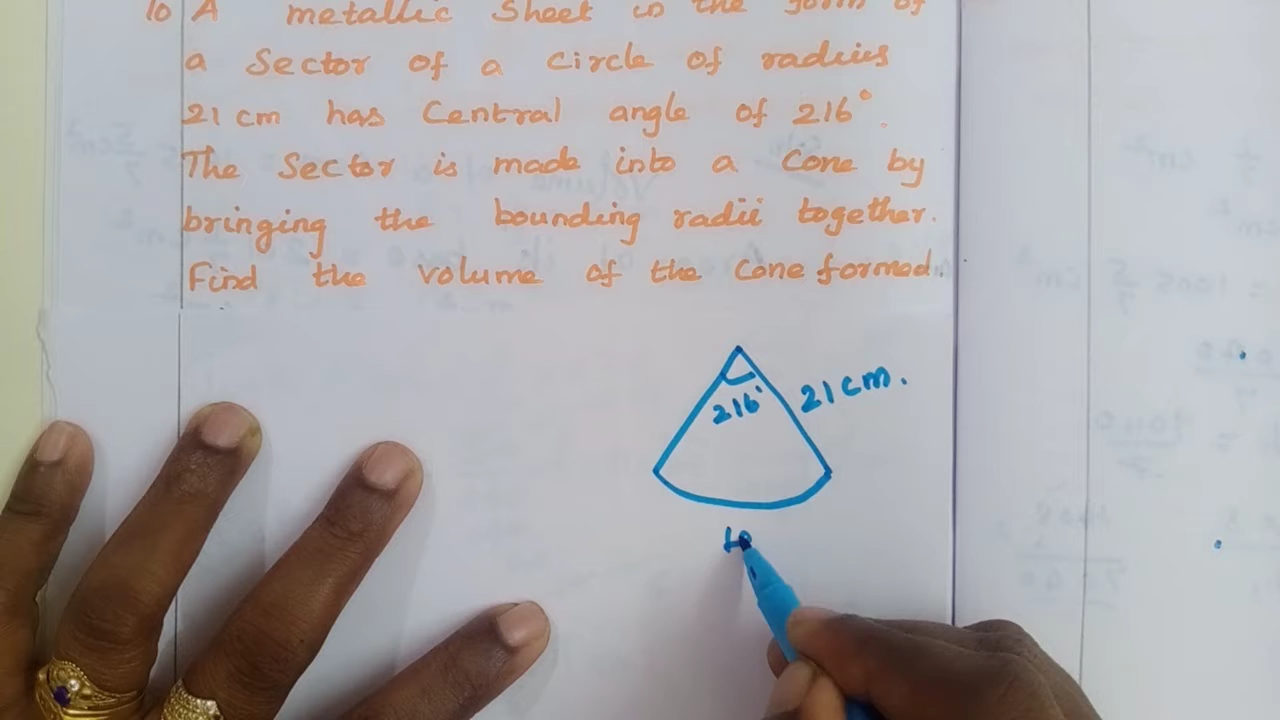 10 A metallic Sheet in the form of
a Sector of a circle of radius
21 cm has Central angle of 216°.
The Sector is made into a Cone by
bringing the bounding radii together.
Find the volume of the Cone formed.
216°
21 cm.